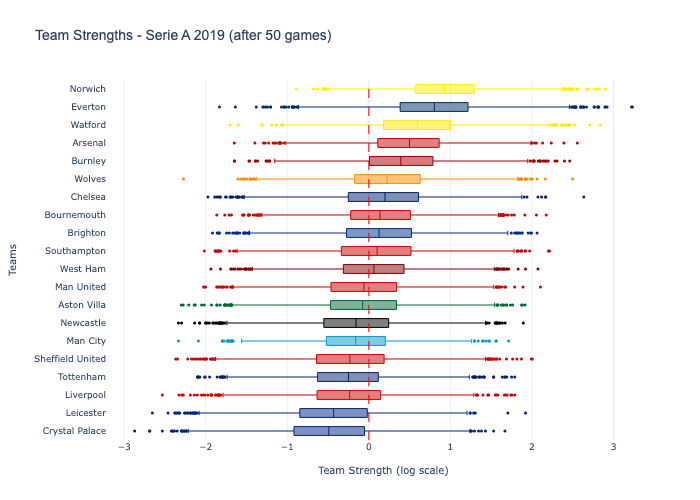 Team Strengths - Serie A 2019 (after 50 games)
Norwich
Everton
Watford
Arsenal
Burnley
Wolves
Chelsea
Bournemouth
Brighton
Southampton
West Ham
Man United
Aston Villa
Newcastle
Man City
Sheffield United
Tottenham
Liverpool
Leicester
Crystal Palace
Teams
−3 −2 −1 0 1 2 3
Team Strength (log scale)